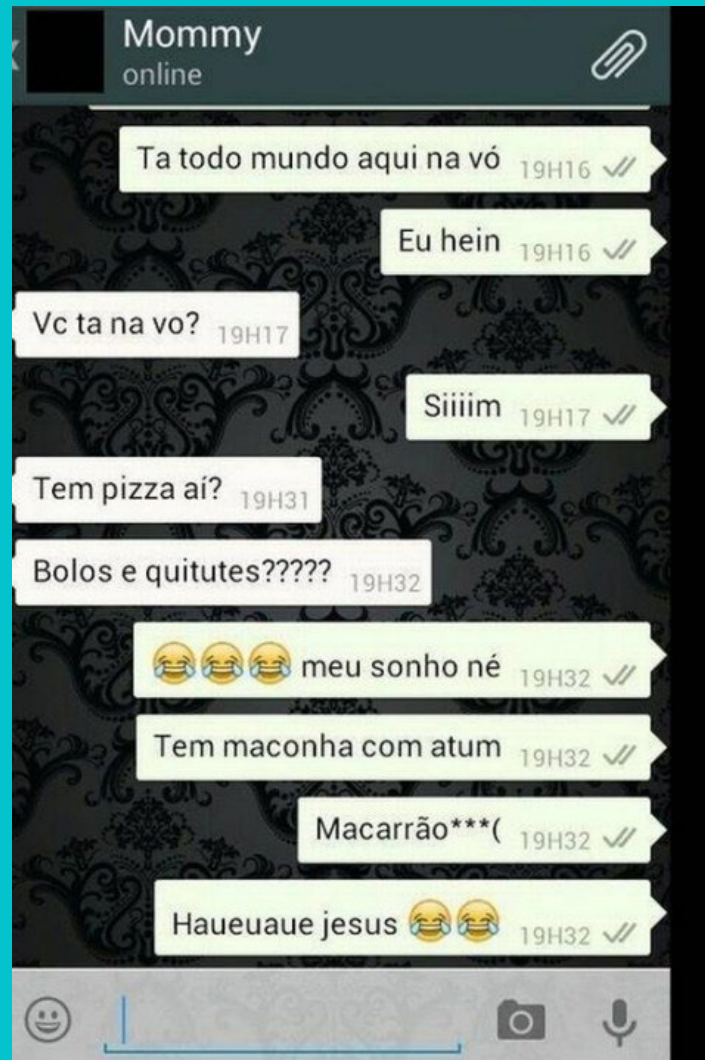 Mommy
online
Ta todo mundo aqui na vó 19H16
Eu hein 19H16
Vc ta na vo? 19H17
Siiiim 19H17
Tem pizza aí? 19H31
Bolos e quitutes????? 19H32
😂😂😂 meu sonho né 19H32
Tem maconha com atum 19H32
Macarrão***( 19H32
Haueuaue jesus 😂😂 19H32